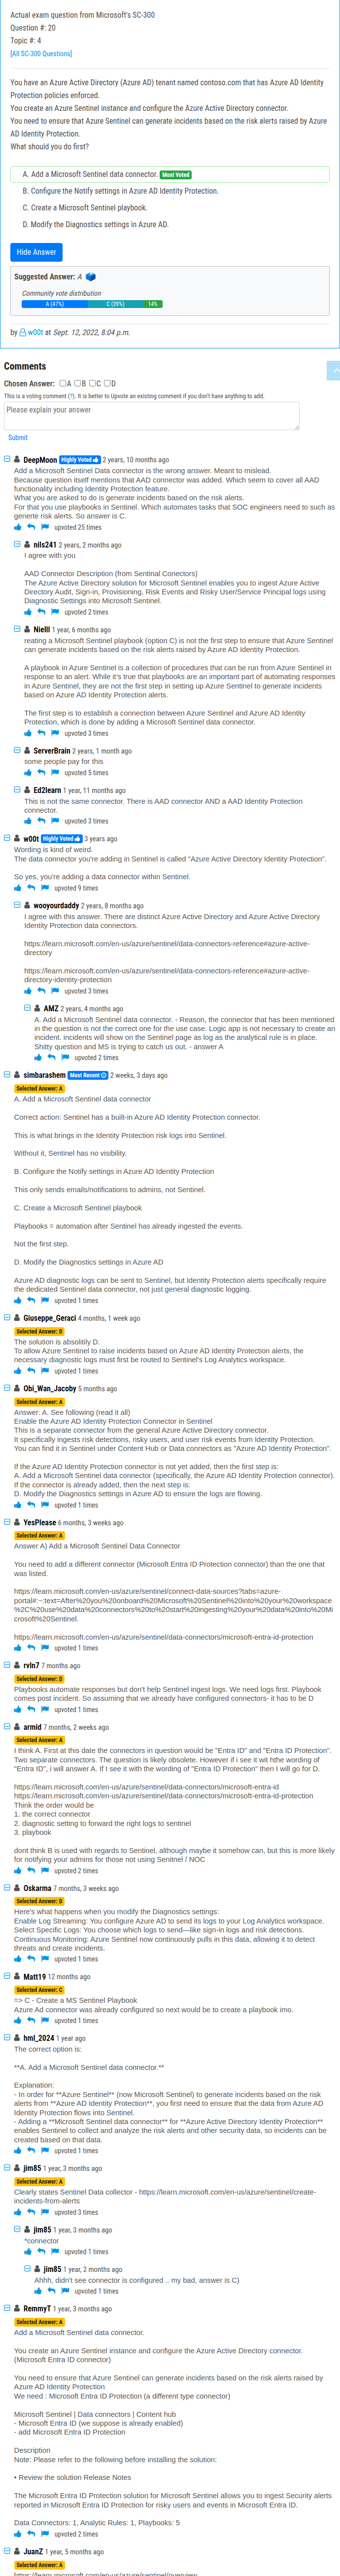 Actual exam question from Microsoft's SC-300
Question #: 20
Topic #: 4
[All SC-300 Questions]
You have an Azure Active Directory (Azure AD) tenant named contoso.com that has Azure AD Identity
Protection policies enforced.
You create an Azure Sentinel instance and configure the Azure Active Directory connector.
You need to ensure that Azure Sentinel can generate incidents based on the risk alerts raised by Azure
AD Identity Protection.
What should you do first?
A. Add a Microsoft Sentinel data connector. Most Voted
B. Configure the Notify settings in Azure AD Identity Protection.
C. Create a Microsoft Sentinel playbook.
D. Modify the Diagnostics settings in Azure AD.
Hide Answer
Suggested Answer: A
Community vote distribution
A (47%) C (39%) 14%
by w00t at Sept. 12, 2022, 8:04 p.m.
Comments
Chosen Answer: A B C D
This is a voting comment (?). It is better to Upvote an existing comment if you don't have anything to add.
Please explain your answer
Submit
DeepMoon Highly Voted 2 years, 10 months ago
Add a Microsoft Sentinel Data connector is the wrong answer. Meant to mislead.
Because question itself mentions that AAD connector was added. Which seem to cover all AAD
functionality including Identity Protection feature.
What you are asked to do is generate incidents based on the risk alerts.
For that you use playbooks in Sentinel. Which automates tasks that SOC engineers need to such as
generte risk alerts. So answer is C.
upvoted 25 times
nils241 2 years, 2 months ago
I agree with you
AAD Connector Description (from Sentinal Conectors)
The Azure Active Directory solution for Microsoft Sentinel enables you to ingest Azure Active
Directory Audit, Sign-in, Provisioning, Risk Events and Risky User/Service Principal logs using
Diagnostic Settings into Microsoft Sentinel.
upvoted 2 times
Nielll 1 year, 6 months ago
reating a Microsoft Sentinel playbook (option C) is not the first step to ensure that Azure Sentinel
can generate incidents based on the risk alerts raised by Azure AD Identity Protection.
A playbook in Azure Sentinel is a collection of procedures that can be run from Azure Sentinel in
response to an alert. While it's true that playbooks are an important part of automating responses
in Azure Sentinel, they are not the first step in setting up Azure Sentinel to generate incidents
based on Azure AD Identity Protection alerts.
The first step is to establish a connection between Azure Sentinel and Azure AD Identity
Protection, which is done by adding a Microsoft Sentinel data connector.
upvoted 3 times
ServerBrain 2 years, 1 month ago
some people pay for this
upvoted 5 times
Ed2learn 1 year, 11 months ago
This is not the same connector. There is AAD connector AND a AAD Identity Protection
connector.
upvoted 3 times
w00t Highly Voted 3 years ago
Wording is kind of weird.
The data connector you're adding in Sentinel is called "Azure Active Directory Identity Protection".
So yes, you're adding a data connector within Sentinel.
upvoted 9 times
wooyourdaddy 2 years, 8 months ago
I agree with this answer. There are distinct Azure Active Directory and Azure Active Directory
Identity Protection data connectors.
https://learn.microsoft.com/en-us/azure/sentinel/data-connectors-reference#azure-active-
directory
https://learn.microsoft.com/en-us/azure/sentinel/data-connectors-reference#azure-active-
directory-identity-protection
upvoted 3 times
AMZ 2 years, 4 months ago
A. Add a Microsoft Sentinel data connector. - Reason, the connector that has been mentioned
in the question is not the correct one for the use case. Logic app is not necessary to create an
incident. incidents will show on the Sentinel page as log as the analytical rule is in place.
Shitty question and MS is trying to catch us out. - answer A
upvoted 2 times
simbarashem Most Recent 2 weeks, 3 days ago
Selected Answer: A
A. Add a Microsoft Sentinel data connector
Correct action: Sentinel has a built-in Azure AD Identity Protection connector.
This is what brings in the Identity Protection risk logs into Sentinel.
Without it, Sentinel has no visibility.
B. Configure the Notify settings in Azure AD Identity Protection
This only sends emails/notifications to admins, not Sentinel.
C. Create a Microsoft Sentinel playbook
Playbooks = automation after Sentinel has already ingested the events.
Not the first step.
D. Modify the Diagnostics settings in Azure AD
Azure AD diagnostic logs can be sent to Sentinel, but Identity Protection alerts specifically require
the dedicated Sentinel data connector, not just general diagnostic logging.
upvoted 1 times
Giuseppe_Geraci 4 months, 1 week ago
Selected Answer: D
The solution is absolitily D.
To allow Azure Sentinel to raise incidents based on Azure AD Identity Protection alerts, the
necessary diagnostic logs must first be routed to Sentinel's Log Analytics workspace.
upvoted 1 times
Obi_Wan_Jacoby 5 months ago
Selected Answer: A
Answer: A. See following (read it all)
Enable the Azure AD Identity Protection Connector in Sentinel
This is a separate connector from the general Azure Active Directory connector.
It specifically ingests risk detections, risky users, and user risk events from Identity Protection.
You can find it in Sentinel under Content Hub or Data connectors as "Azure AD Identity Protection".
If the Azure AD Identity Protection connector is not yet added, then the first step is:
A. Add a Microsoft Sentinel data connector (specifically, the Azure AD Identity Protection connector).
If the connector is already added, then the next step is:
D. Modify the Diagnostics settings in Azure AD to ensure the logs are flowing.
upvoted 1 times
YesPlease 6 months, 3 weeks ago
Selected Answer: A
Answer A) Add a Microsoft Sentinel Data Connector
You need to add a different connector (Microsoft Entra ID Protection connector) than the one that
was listed.
https://learn.microsoft.com/en-us/azure/sentinel/connect-data-sources?tabs=azure-
portal#:~:text=After%20you%20onboard%20Microsoft%20Sentinel%20into%20your%20workspace
%2C%20use%20data%20connectors%20to%20start%20ingesting%20your%20data%20into%20Mi
crosoft%20Sentinel.
https://learn.microsoft.com/en-us/azure/sentinel/data-connectors/microsoft-entra-id-protection
upvoted 1 times
rvln7 7 months ago
Selected Answer: D
Playbooks automate responses but don't help Sentinel ingest logs. We need logs first. Playbook
comes post incident. So assuming that we already have configured connectors- it has to be D
upvoted 1 times
armid 7 months, 2 weeks ago
Selected Answer: A
I think A. First at this date the connectors in question would be "Entra ID" and "Entra ID Protection".
Two separate connectors. The question is likely obsolete. However if i see it wit hthe wording of
"Entra ID", i will answer A. If I see it with the wording of "Entra ID Protection" then I will go for D.
https://learn.microsoft.com/en-us/azure/sentinel/data-connectors/microsoft-entra-id
https://learn.microsoft.com/en-us/azure/sentinel/data-connectors/microsoft-entra-id-protection
Think the order would be
1. the correct connector
2. diagnostic setting to forward the right logs to sentinel
3. playbook
dont think B is used with regards to Sentinel, although maybe it somehow can, but this is more likely
for notifying your admins for those not using Senitnel / NOC
upvoted 2 times
Oskarma 7 months, 3 weeks ago
Selected Answer: D
Here's what happens when you modify the Diagnostics settings:
Enable Log Streaming: You configure Azure AD to send its logs to your Log Analytics workspace.
Select Specific Logs: You choose which logs to send—like sign-in logs and risk detections.
Continuous Monitoring: Azure Sentinel now continuously pulls in this data, allowing it to detect
threats and create incidents.
upvoted 1 times
Matt19 12 months ago
Selected Answer: C
=> C - Create a MS Sentinel Playbook
Azure Ad connector was already configured so next would be to create a playbook imo.
upvoted 1 times
hml_2024 1 year ago
The correct option is:
**A. Add a Microsoft Sentinel data connector.**
Explanation:
- In order for **Azure Sentinel** (now Microsoft Sentinel) to generate incidents based on the risk
alerts from **Azure AD Identity Protection**, you first need to ensure that the data from Azure AD
Identity Protection flows into Sentinel.
- Adding a **Microsoft Sentinel data connector** for **Azure Active Directory Identity Protection**
enables Sentinel to collect and analyze the risk alerts and other security data, so incidents can be
created based on that data.
upvoted 1 times
jim85 1 year, 3 months ago
Selected Answer: A
Clearly states Sentinel Data collector - https://learn.microsoft.com/en-us/azure/sentinel/create-
incidents-from-alerts
upvoted 3 times
jim85 1 year, 3 months ago
*connector
upvoted 1 times
jim85 1 year, 2 months ago
Ahhh, didn't see connector is configured .. my bad, answer is C)
upvoted 1 times
RemmyT 1 year, 3 months ago
Selected Answer: A
Add a Microsoft Sentinel data connector.
You create an Azure Sentinel instance and configure the Azure Active Directory connector.
(Microsoft Entra ID connector)
You need to ensure that Azure Sentinel can generate incidents based on the risk alerts raised by
Azure AD Identity Protection
We need : Microsoft Entra ID Protection (a different type connector)
Microsoft Sentinel | Data connectors | Content hub
- Microsoft Entra ID (we suppose is already enabled)
- add Microsoft Entra ID Protection
Description
Note: Please refer to the following before installing the solution:
• Review the solution Release Notes
The Microsoft Entra ID Protection solution for Microsoft Sentinel allows you to ingest Security alerts
reported in Microsoft Entra ID Protection for risky users and events in Microsoft Entra ID.
Data Connectors: 1, Analytic Rules: 1, Playbooks: 5
upvoted 2 times
JuanZ 1 year, 5 months ago
Selected Answer: A
https://learn.microsoft.com/en-us/azure/sentinel/overview